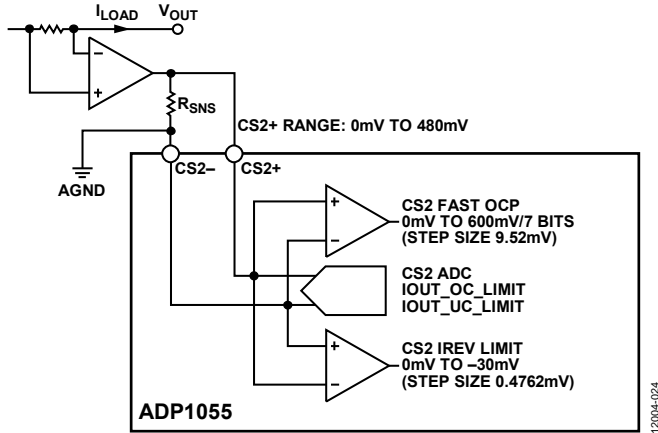 I_LOAD V_OUT
−
+
R_SNS
CS2+ RANGE: 0mV TO 480mV
AGND
CS2− CS2+
+
−
CS2 FAST OCP
0mV TO 600mV/7 BITS
(STEP SIZE 9.52mV)
CS2 ADC
IOUT_OC_LIMIT
IOUT_UC_LIMIT
+
−
CS2 IREV LIMIT
0mV TO −30mV
(STEP SIZE 0.4762mV)
ADP1055
12004-024